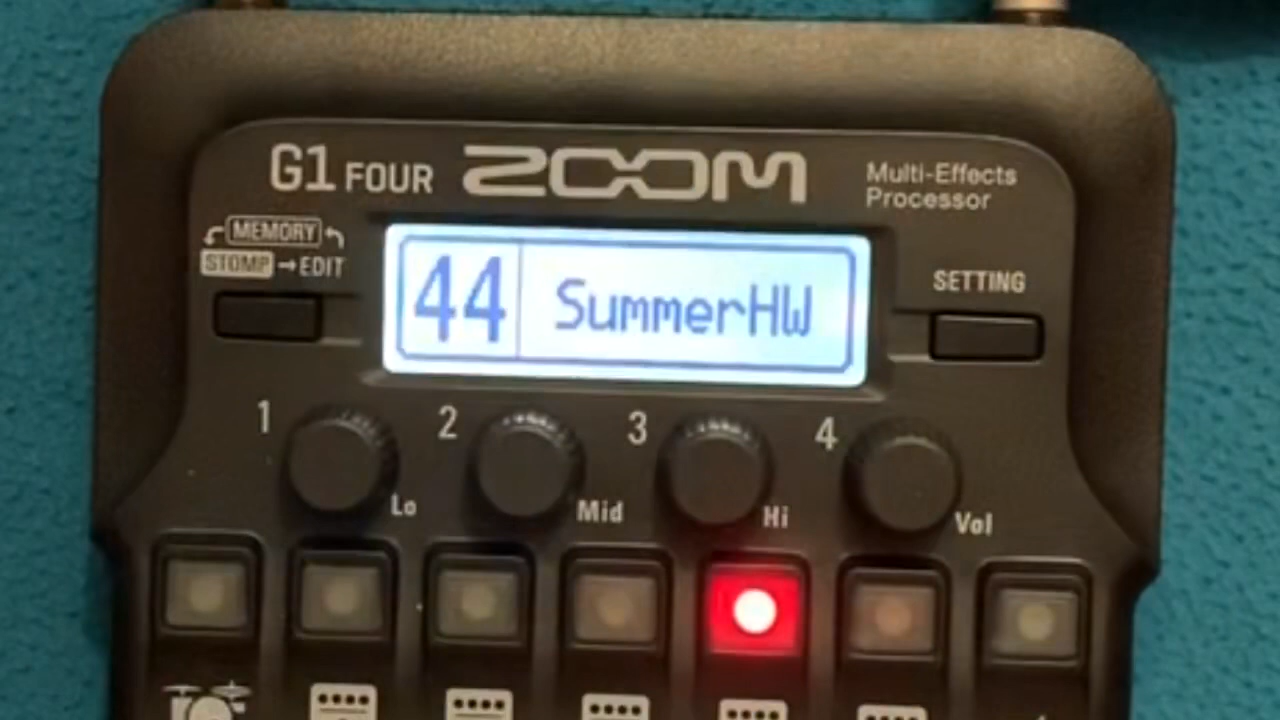 G1 FOUR ZOOM
Multi-Effects
Processor
MEMORY
STOMP → EDIT
44 SummerHW
SETTING
1 2 3 4
Lo Mid Hi Vol